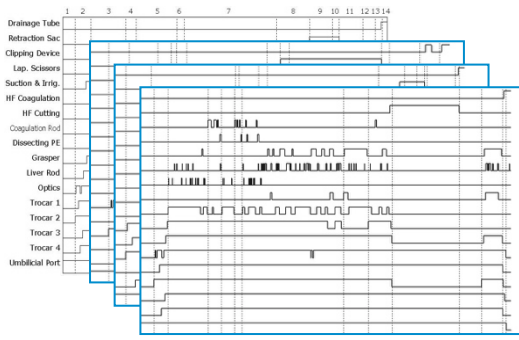 1 2 3 4 5 6 7 8 9 10 11 12 13 14
Drainage Tube
Retraction Sac
Clipping Device
Lap. Scissors
Suction & Irrig.
HF Coagulation
HF Cutting
Coagulation Rod
Dissecting PE
Grasper
Liver Rod
Optics
Trocar 1
Trocar 2
Trocar 3
Trocar 4
Umbilicial Port